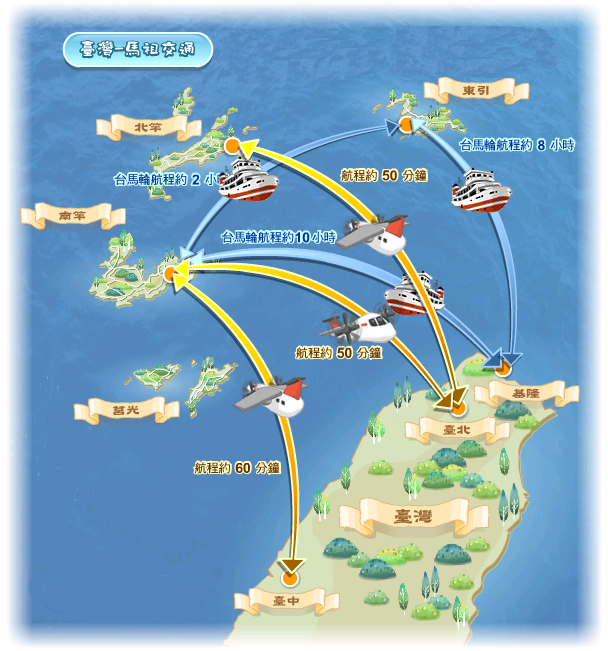 臺灣-馬祖交通
東引
北竿
台馬輪航程約 8 小時
航程約 50 分鐘
台馬輪航程約 2 小
南竿
台馬輪航程約10小時
航程約 50 分鐘
基隆
莒光
臺北
航程約 60 分鐘
臺灣
臺中